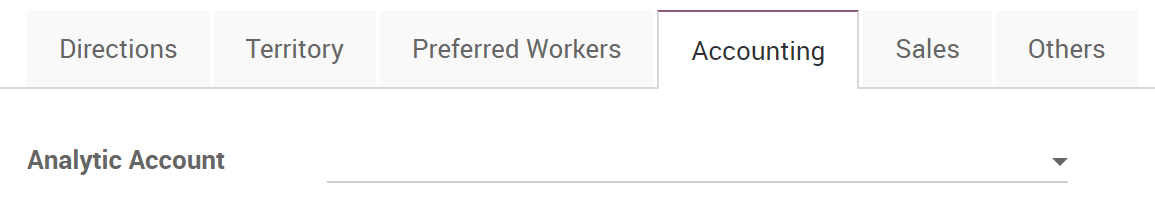 Directions Territory Preferred Workers Accounting Sales Others
Analytic Account